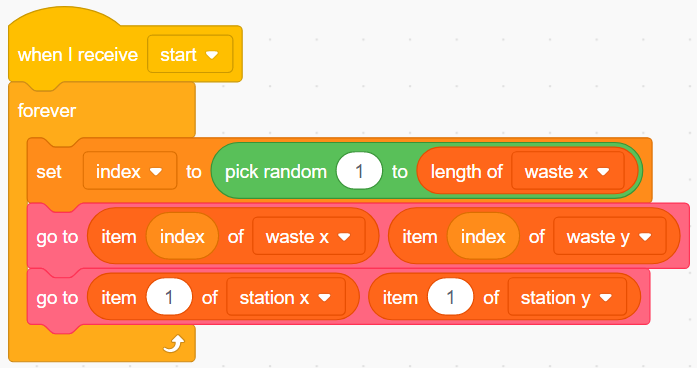 when I receive start
forever
set index to pick random 1 to length of waste x
go to item index of waste x item index of waste y
go to item 1 of station x item 1 of station y